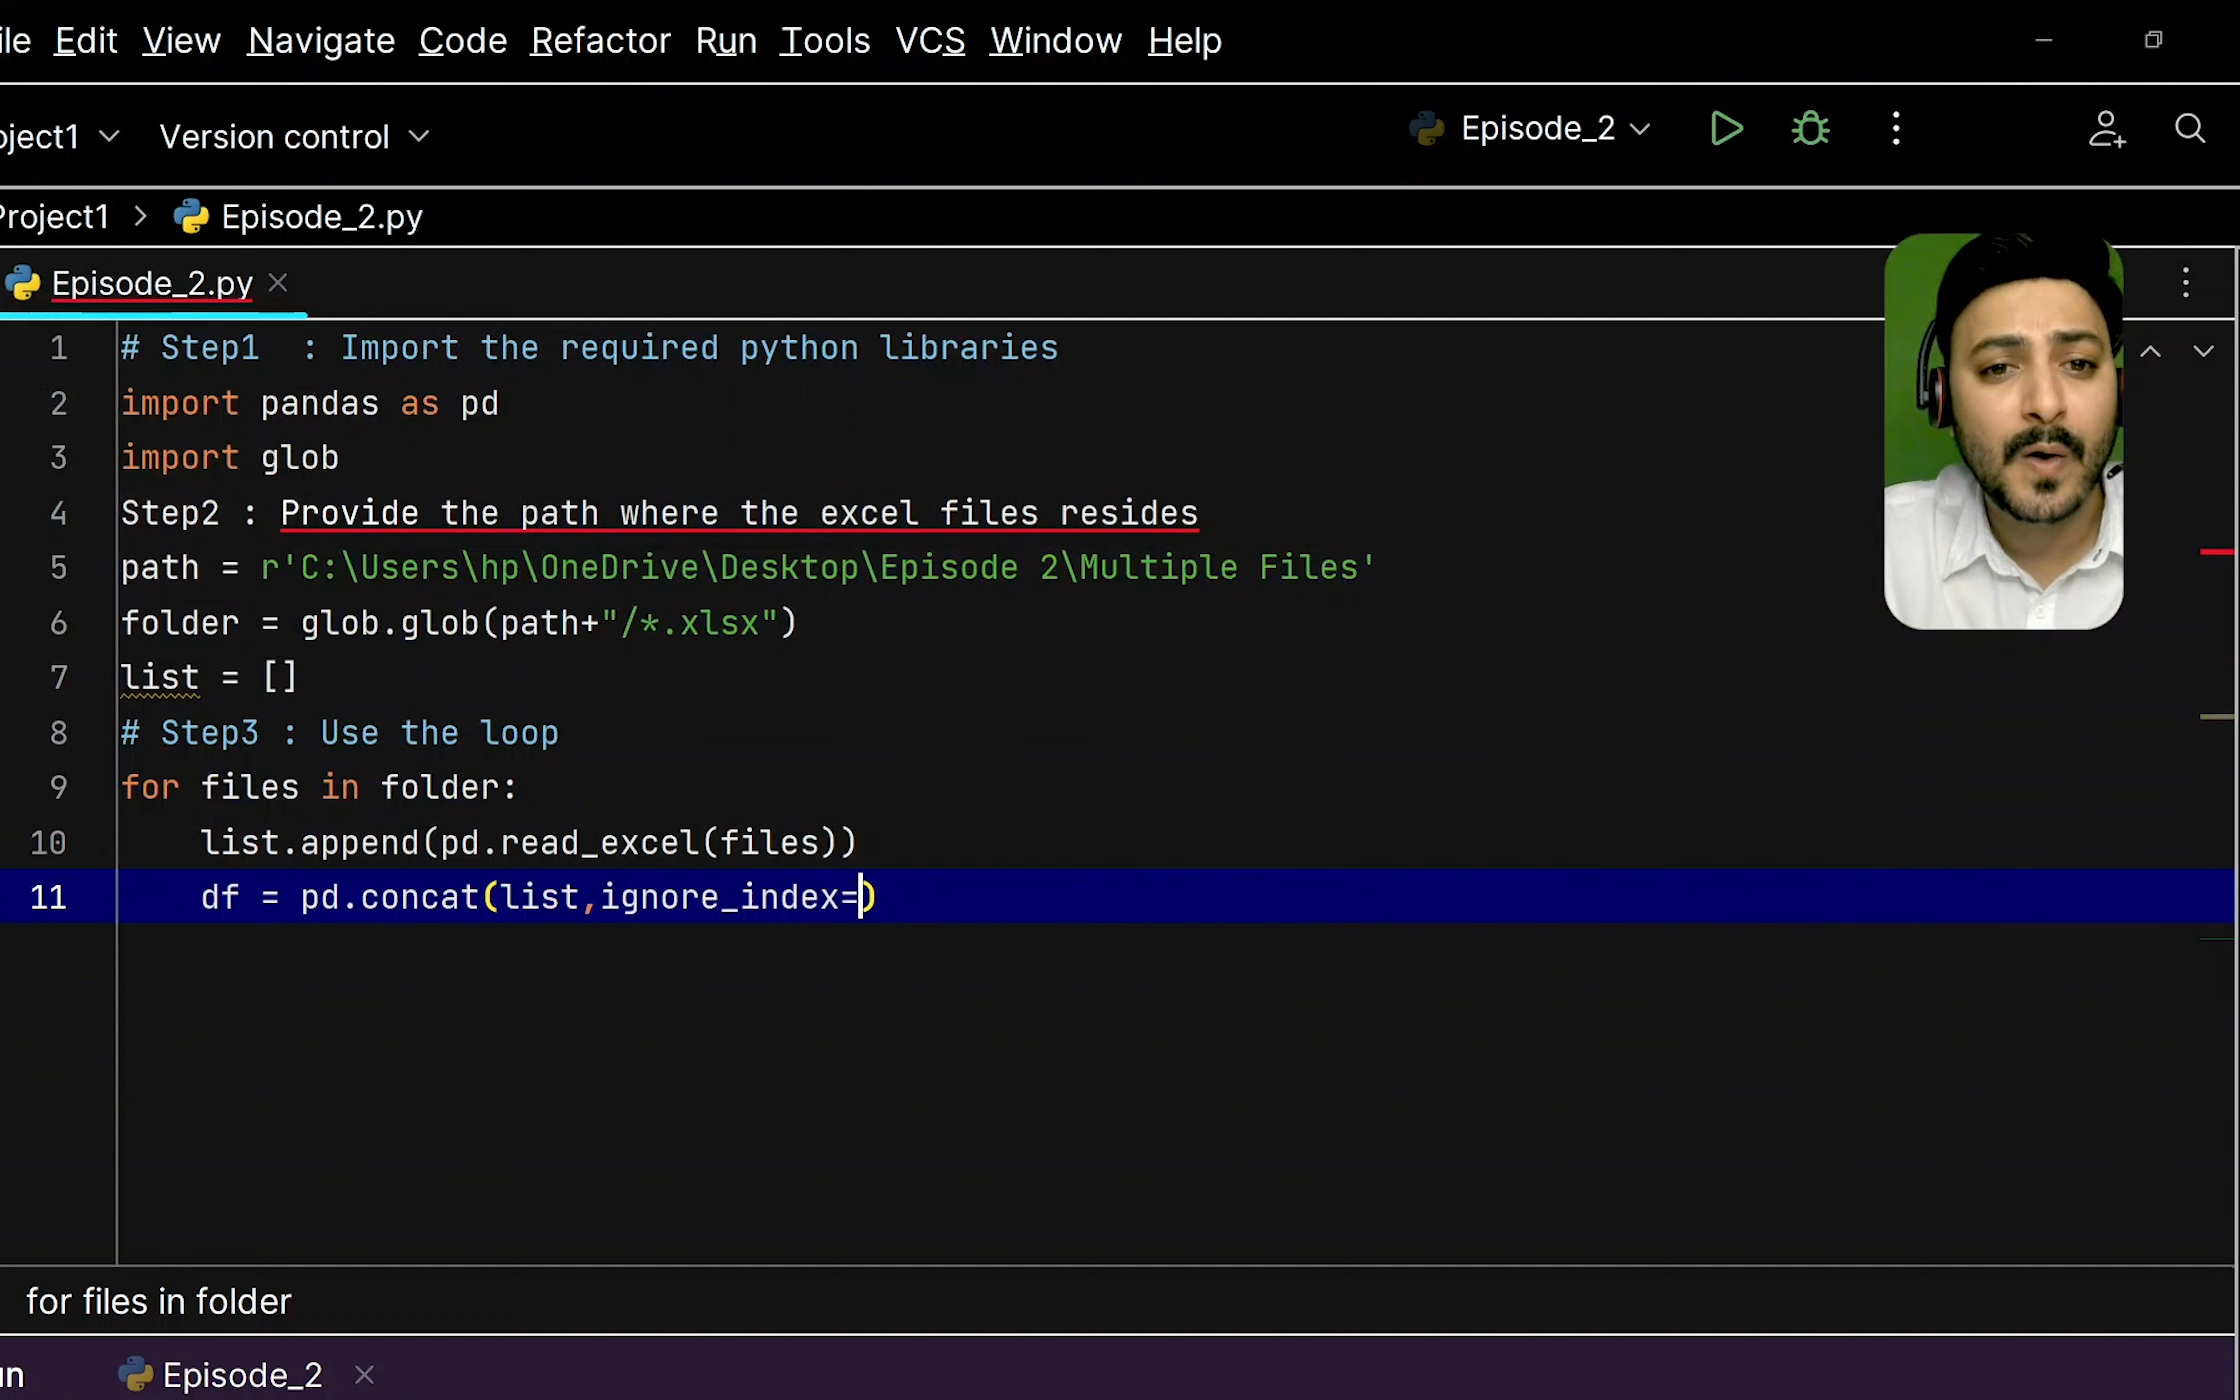 ile Edit View Navigate Code Refactor Run Tools VCS Window Help
oject1 Version control Episode_2
Project1 > Episode_2.py
Episode_2.py
1 # Step1  : Import the required python libraries
2 import pandas as pd
3 import glob
4 Step2 : Provide the path where the excel files resides
5 path = r'C:\Users\hp\OneDrive\Desktop\Episode 2\Multiple Files'
6 folder = glob.glob(path+"/*.xlsx")
7 list = []
8 # Step3 : Use the loop
9 for files in folder:
10     list.append(pd.read_excel(files))
11     df = pd.concat(list,ignore_index=)
for files in folder
un Episode_2